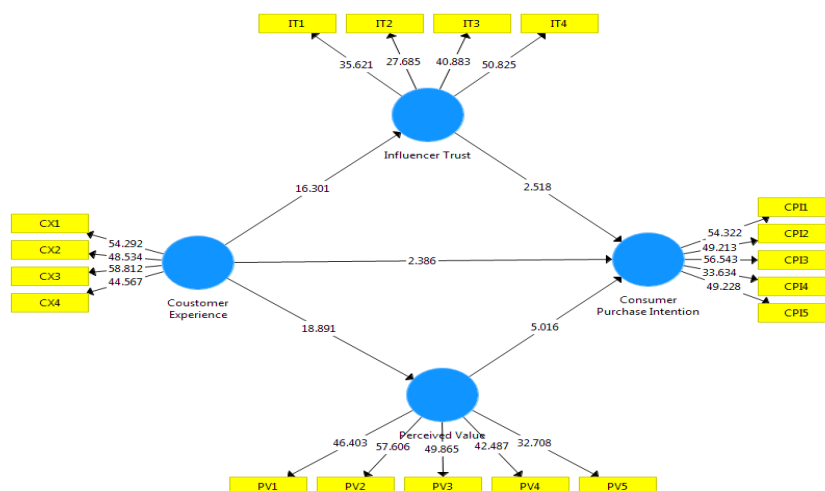 IT1
IT2
IT3
IT4
35.621
27.685
40.883
50.825
Influencer Trust
16.301
2.518
CX1
CX2
CX3
CX4
54.292
48.534
58.812
44.567
Coustomer
Experience
2.386
CPI1
CPI2
CPI3
CPI4
CPI5
54.322
49.213
56.543
33.634
49.228
Consumer
Purchase Intention
18.891
5.016
Perceived Value
46.403
57.606
49.865
42.487
32.708
PV1
PV2
PV3
PV4
PV5